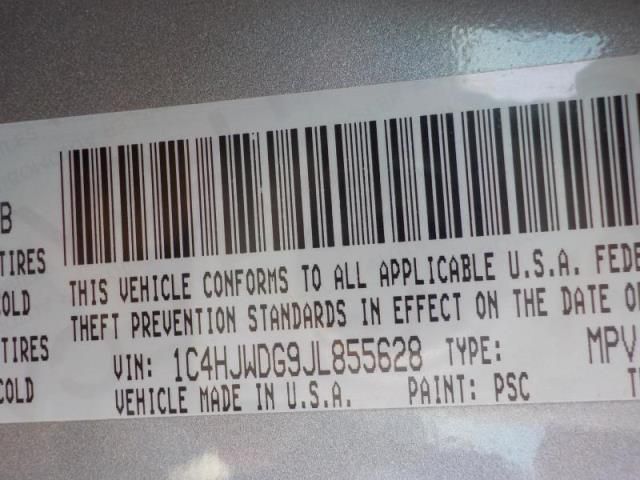 B
TIRES
COLD
TIRES
COLD
THIS VEHICLE CONFORMS TO ALL APPLICABLE U.S.A. FEDE
THEFT PREVENTION STANDARDS IN EFFECT ON THE DATE O
VIN: 1C4HJWDG9JL855628 TYPE: MPV
VEHICLE MADE IN U.S.A. PAINT: PSC